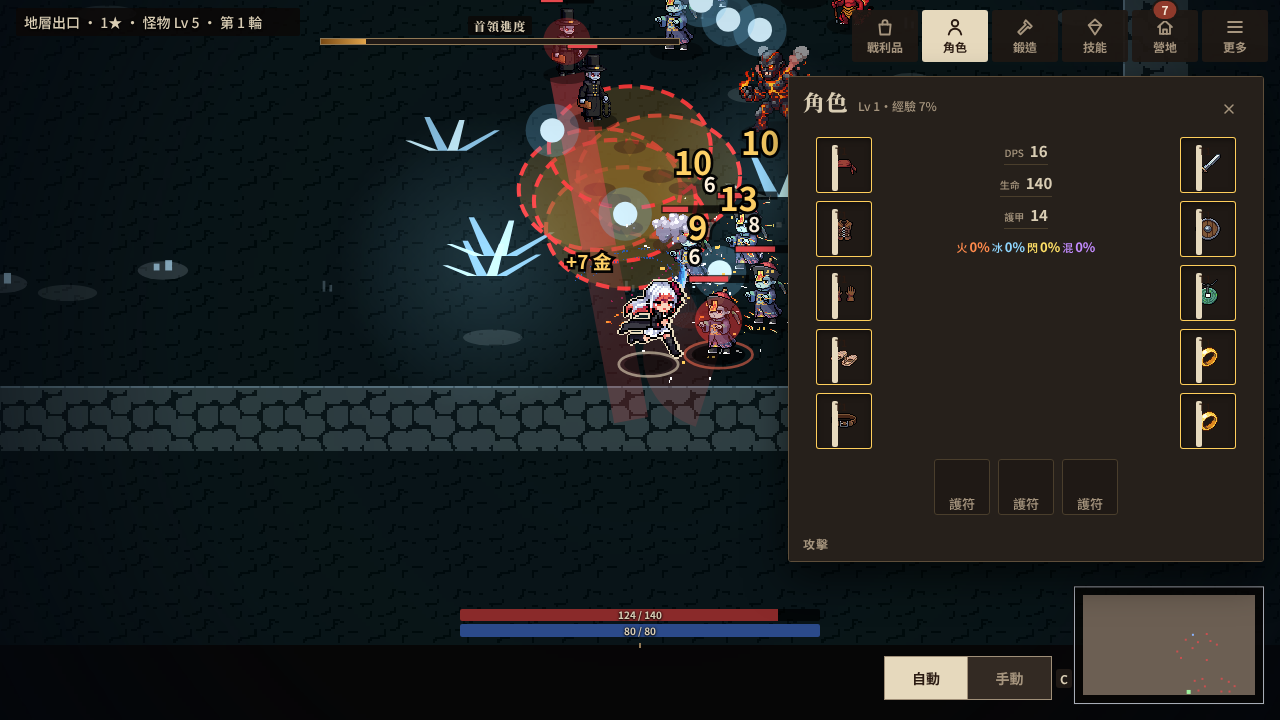 地層出口 · 1★ · 怪物 Lv 5 · 第 1 輪
首領進度
戰利品
角色
鍛造
技能
7
營地
更多
角色 Lv 1 · 經驗 7%
×
DPS 16
生命 140
護甲 14
火 0% 冰 0% 閃 0% 混 0%
護符
護符
護符
攻擊
10
10
6
13
9
8
6
+7 金
124 / 140
80 / 80
自動
手動
C